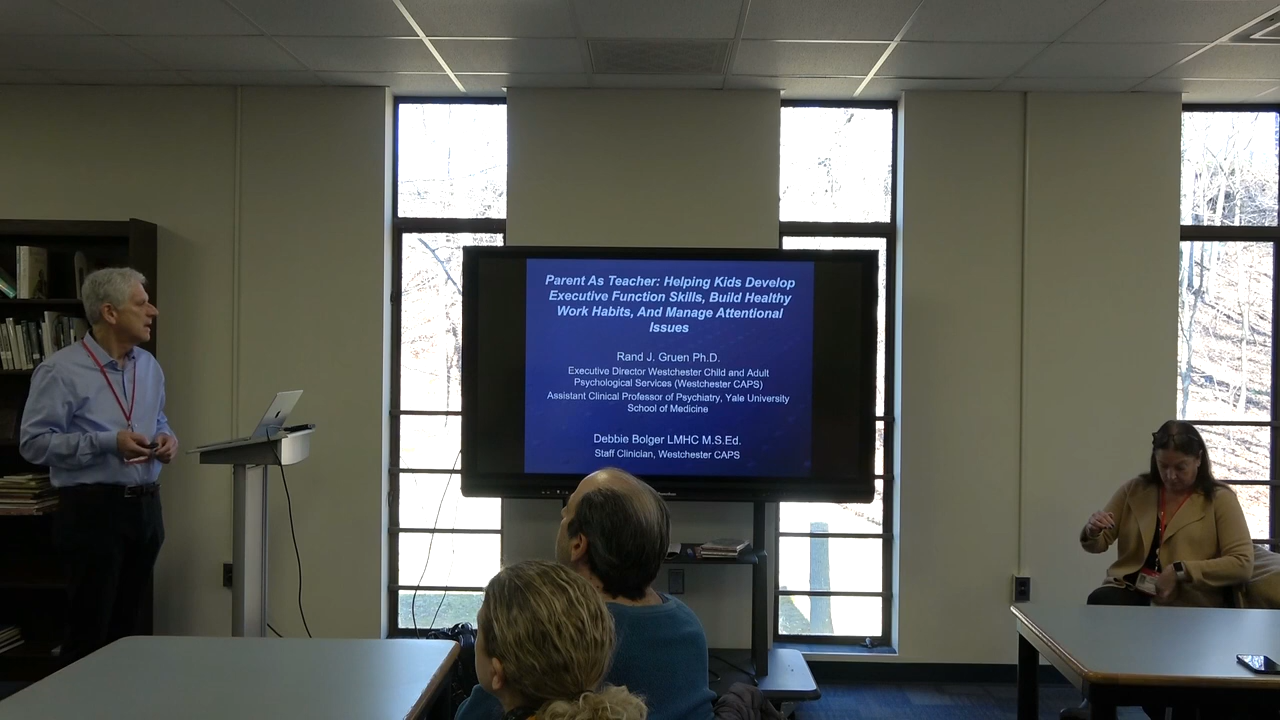 Parent As Teacher: Helping Kids Develop
Executive Function Skills, Build Healthy
Work Habits, And Manage Attentional
Issues
Rand J. Gruen Ph.D.
Executive Director Westchester Child and Adult
Psychological Services (Westchester CAPS)
Assistant Clinical Professor of Psychiatry, Yale University
School of Medicine
Debbie Bolger LMHC M.S.Ed.
Staff Clinician, Westchester CAPS